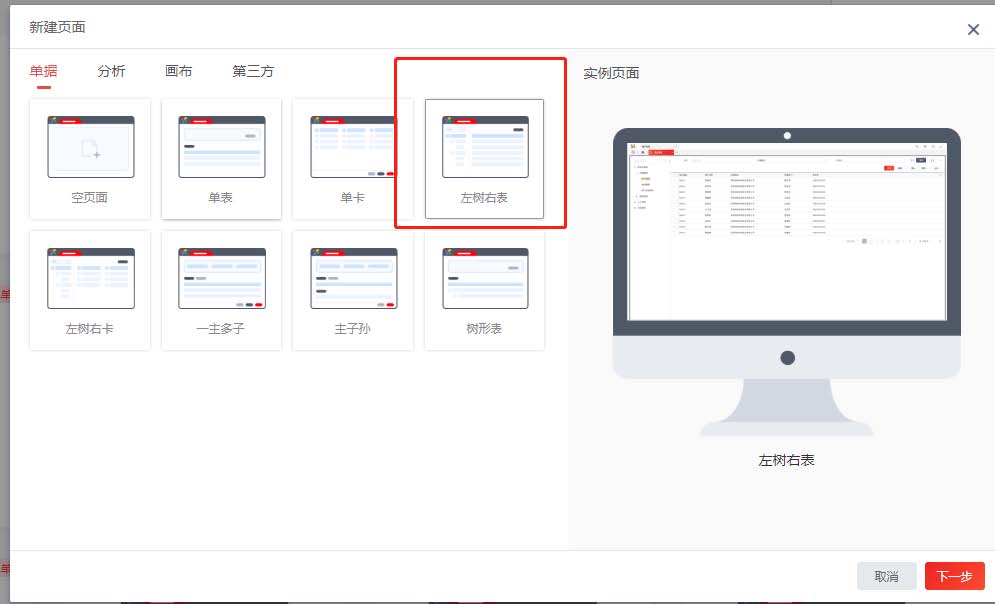 新建页面
单据 分析 画布 第三方
实例页面
空页面 单表 单卡 左树右表
左树右卡 一主多子 主子孙 树形表
左树右表
取消 下一步